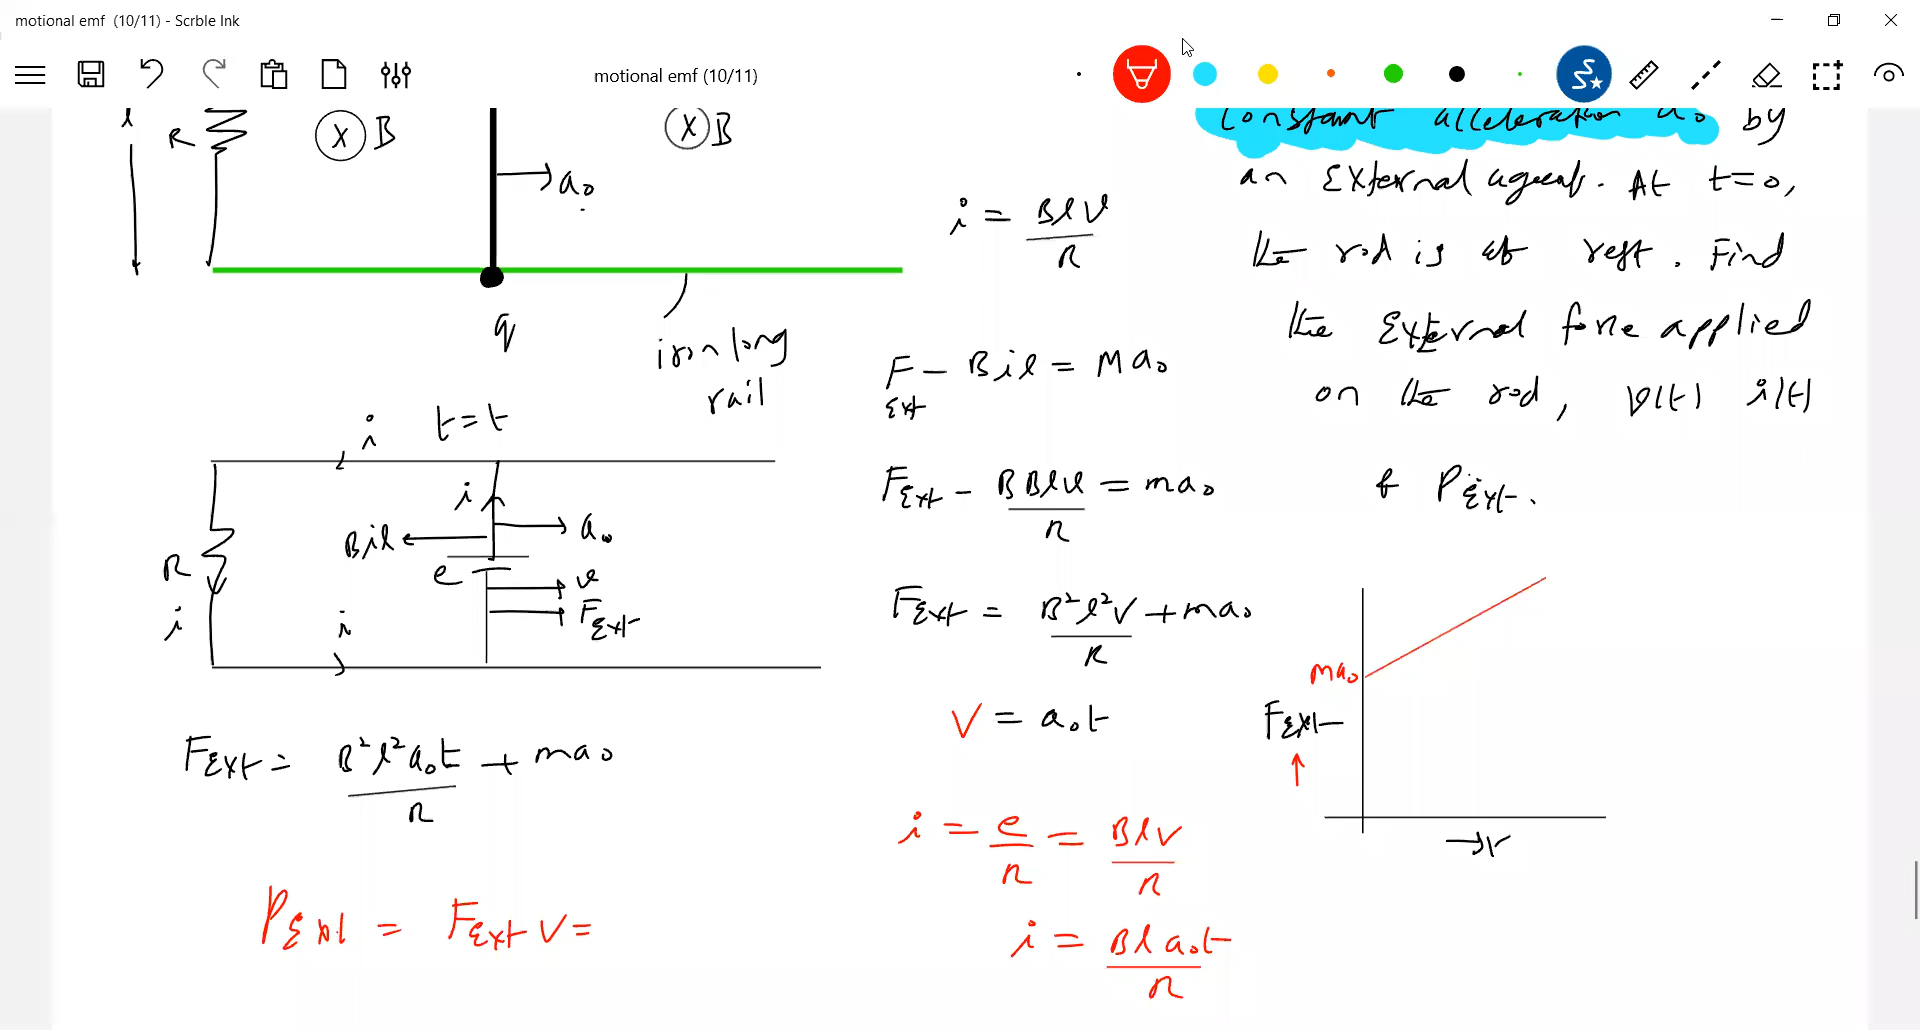 motional emf (10/11) - Scrble Ink
motional emf (10/11)
l
R
X B
X B
a₀
q
iron long
rail
constant acceleration a₀ by
an External agent. At t=0,
the rod is at rest. Find
the External force applied
on the rod, v(t) i(t)
& P_Ext.
i = Blv/R
F_Ext - Bil = Ma₀
F_Ext - BBlv/R = ma₀
F_Ext = B²l²v/R + ma₀
v = a₀t
i = e/R = Blv/R
i = Bla₀t/R
i t=t
i
Bil a₀
R e v
F_Ext
i i
F_Ext = B²l²a₀t/R + ma₀
P_Ext = F_Ext v =
ma₀
F_Ext
↑
→v